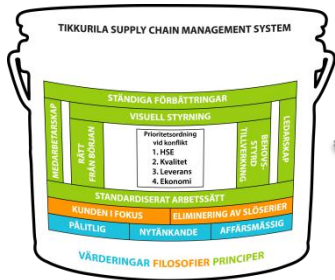 TIKKURILA SUPPLY CHAIN MANAGEMENT SYSTEM
STÄNDIGA FÖRBÄTTRINGAR
VISUELL STYRNING
MEDARBETARSKAP
RÄTT
FRÅN BÖRJAN
Prioritetsordning
vid konflikt
1. HSE
2. Kvalitet
3. Leverans
4. Ekonomi
BEHOVS-
STYRD
TILLVERKNING
LEDARSKAP
STANDARDISERAT ARBETSSÄTT
KUNDEN I FOKUS
ELIMINERING AV SLÖSERIER
PÅLITLIG
NYTÄNKANDE
AFFÄRSMÄSSIG
VÄRDERINGAR FILOSOFIER PRINCIPER